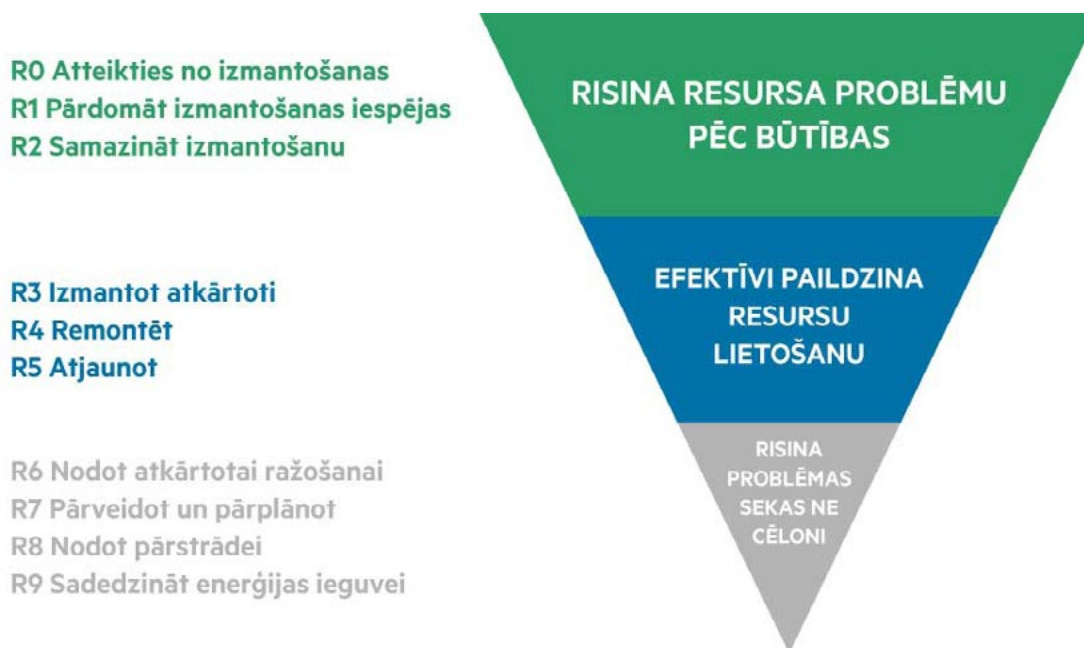 R0 Atteikties no izmantošanas
R1 Pārdomāt izmantošanas iespējas
R2 Samazināt izmantošanu
RISINA RESURSA PROBLĒMU
PĒC BŪTĪBAS
R3 Izmantot atkārtoti
R4 Remontēt
R5 Atjaunot
EFEKTĪVI PAILDZINA
RESURSU
LIETOŠANU
R6 Nodot atkārtotai ražošanai
R7 Pārveidot un pārplānot
R8 Nodot pārstrādei
R9 Sadedzināt enerģijas ieguvei
RISINA
PROBLĒMAS
SEKAS NE
CĒLONI